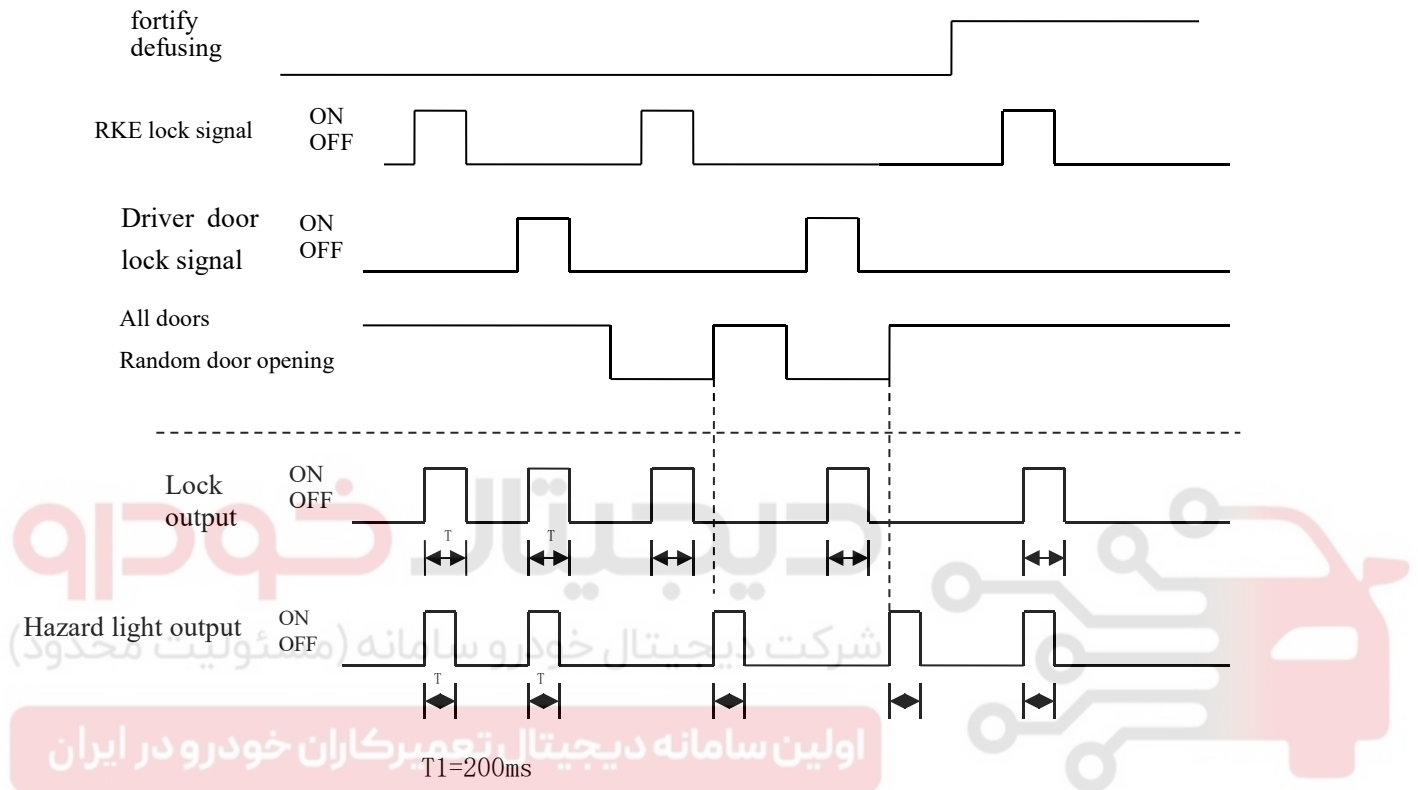 fortify
defusing
RKE lock signal
ON
OFF
Driver door
lock signal
ON
OFF
All doors
Random door opening
Lock
output
ON
OFF
T
T
دیجیتال خودرو
Hazard light output
ON
OFF
شرکت دیجیتال خودرو سامانه (مسئولیت محدود)
T
T
اولین سامانه دیجیتال تعمیرکاران خودرو در ایران
T1=200ms